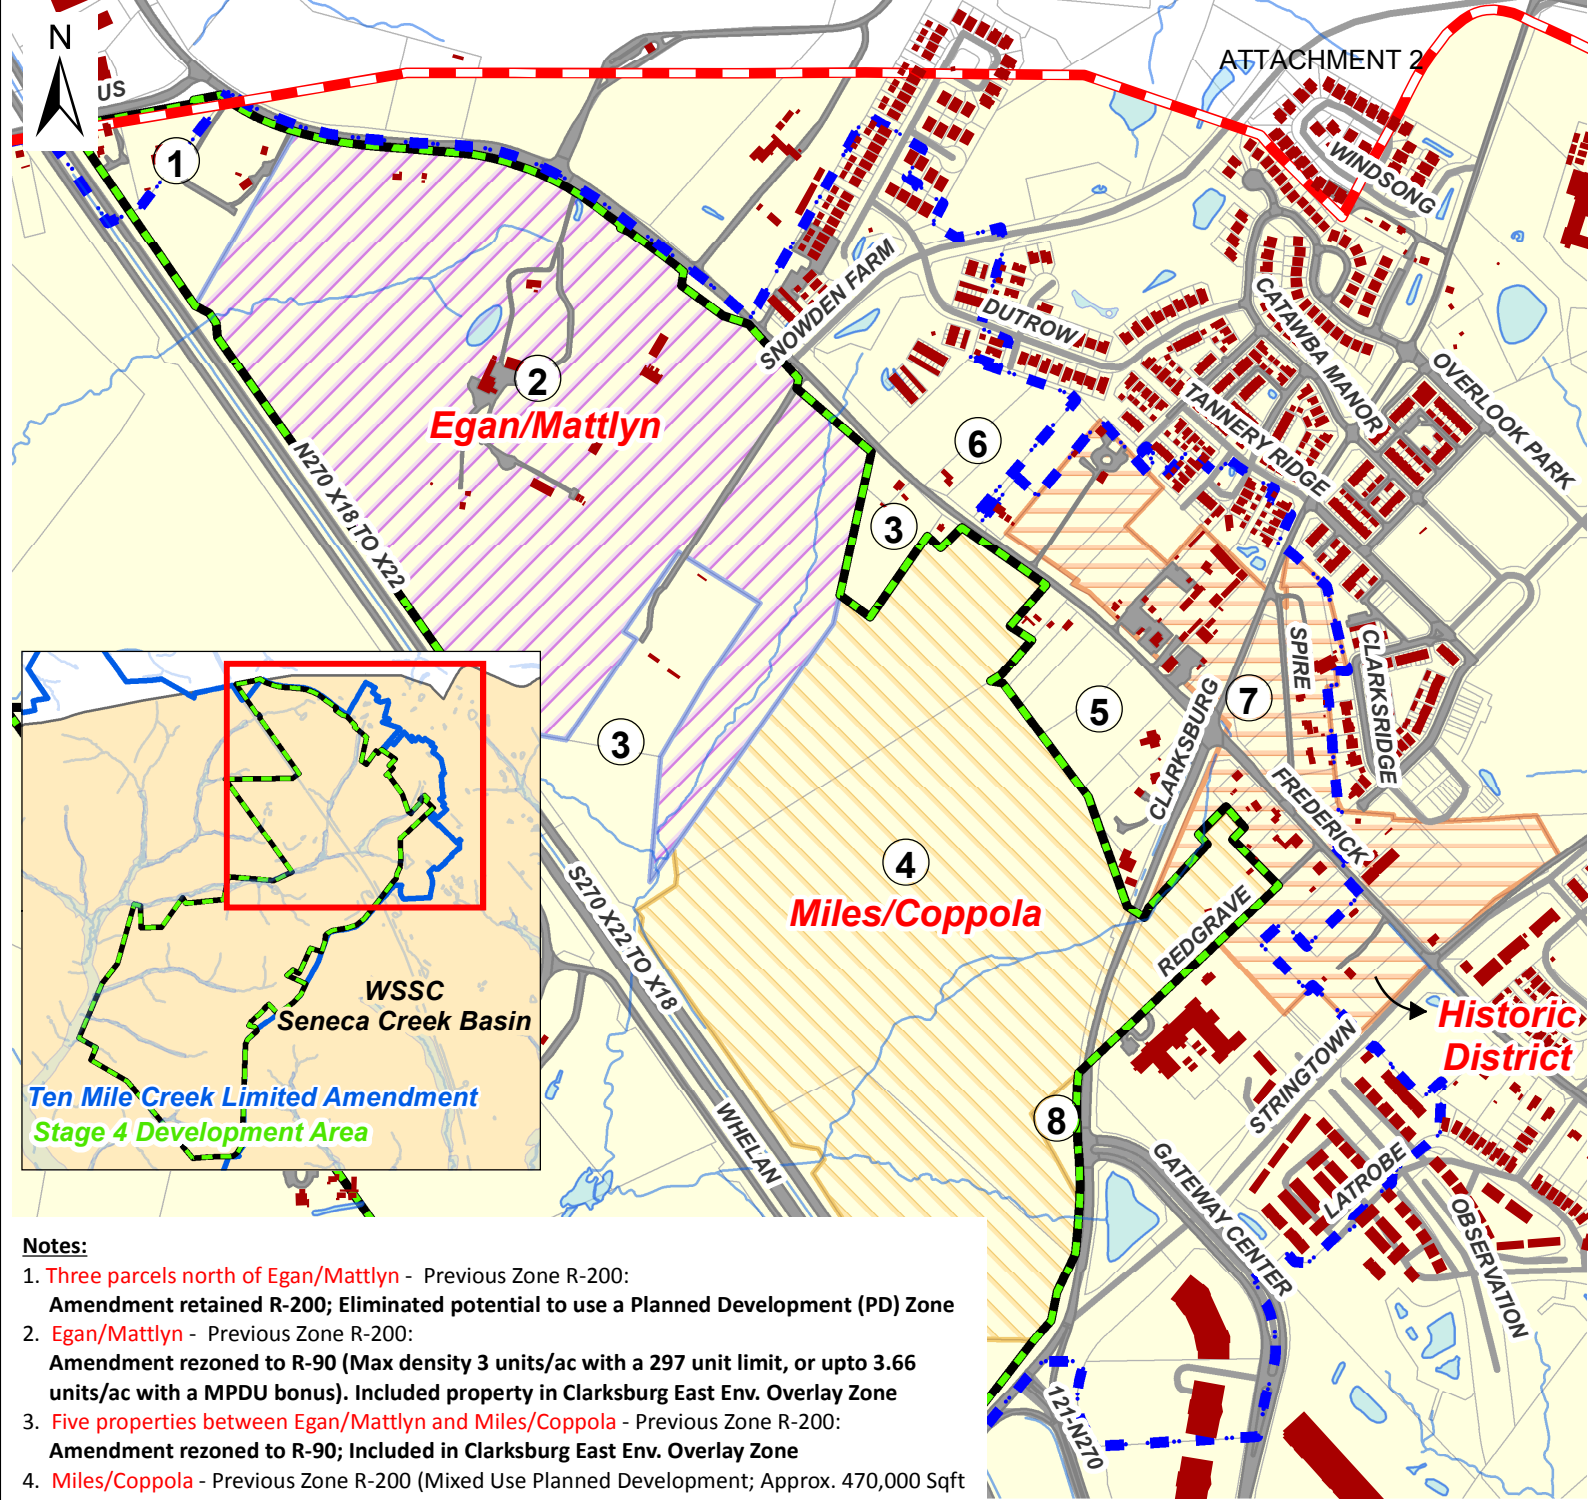 N
ATTACHMENT 2
US
1
WINDSONG
SNOWDEN FARM
DUTROW
CATAWBA MANOR
OVERLOOK PARK
TANNERY RIDGE
2
Egan/Mattlyn
6
3
N270 X18 TO X22
SPIRE
CLARKSRIDGE
7
5
3
CLARKSBURG
FREDERICK
4
Miles/Coppola
S270 X22 TO X18
REDGRAVE
WSSC
Seneca Creek Basin
Historic
District
STRINGTOWN
Ten Mile Creek Limited Amendment
Stage 4 Development Area
8
WHELAN
GATEWAY CENTER
LATROBE
OBSERVATION
121-N270
Notes:
1. Three parcels north of Egan/Mattlyn - Previous Zone R-200:
Amendment retained R-200; Eliminated potential to use a Planned Development (PD) Zone
2. Egan/Mattlyn - Previous Zone R-200:
Amendment rezoned to R-90 (Max density 3 units/ac with a 297 unit limit, or upto 3.66
units/ac with a MPDU bonus). Included property in Clarksburg East Env. Overlay Zone
3. Five properties between Egan/Mattlyn and Miles/Coppola - Previous Zone R-200:
Amendment rezoned to R-90; Included in Clarksburg East Env. Overlay Zone
4. Miles/Coppola - Previous Zone R-200 (Mixed Use Planned Development; Approx. 470,000 Sqft